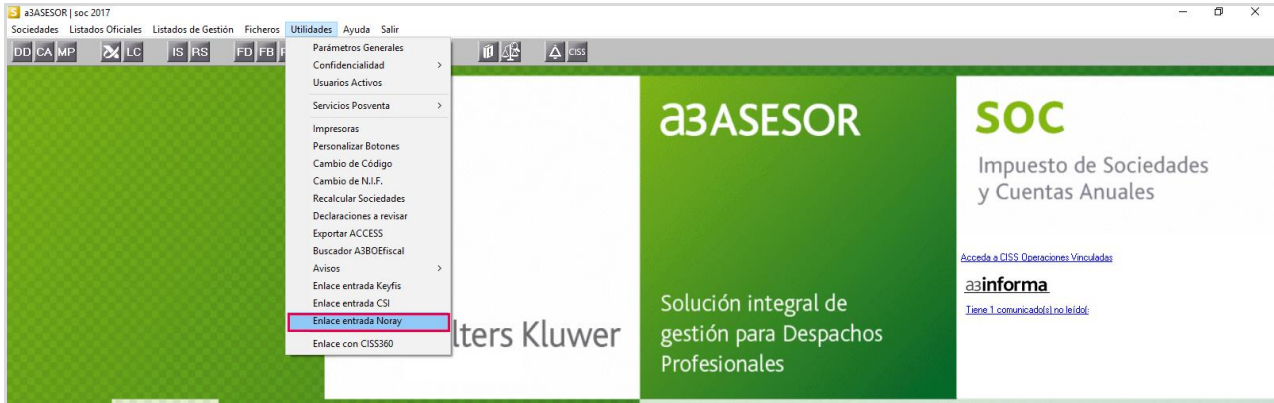 a3ASESOR | soc 2017
Sociedades Listados Oficiales Listados de Gestión Ficheros Utilidades Ayuda Salir
DD CA MP LC IS RS FD FB CISS
Parámetros Generales
Confidencialidad
Usuarios Activos
Servicios Posventa
Impresoras
Personalizar Botones
Cambio de Código
Cambio de N.I.F.
Recalcular Sociedades
Declaraciones a revisar
Exportar ACCESS
Buscador A3BOEfiscal
Avisos
Enlace entrada Keyfis
Enlace entrada CSI
Enlace entrada Noray
Enlace con CISS360
lters Kluwer
a3ASESOR
Solución integral de
gestión para Despachos
Profesionales
soc
Impuesto de Sociedades
y Cuentas Anuales
Acceda a CISS Operaciones Vinculadas
a3informa
Tiene 1 comunicado(s) no leído(